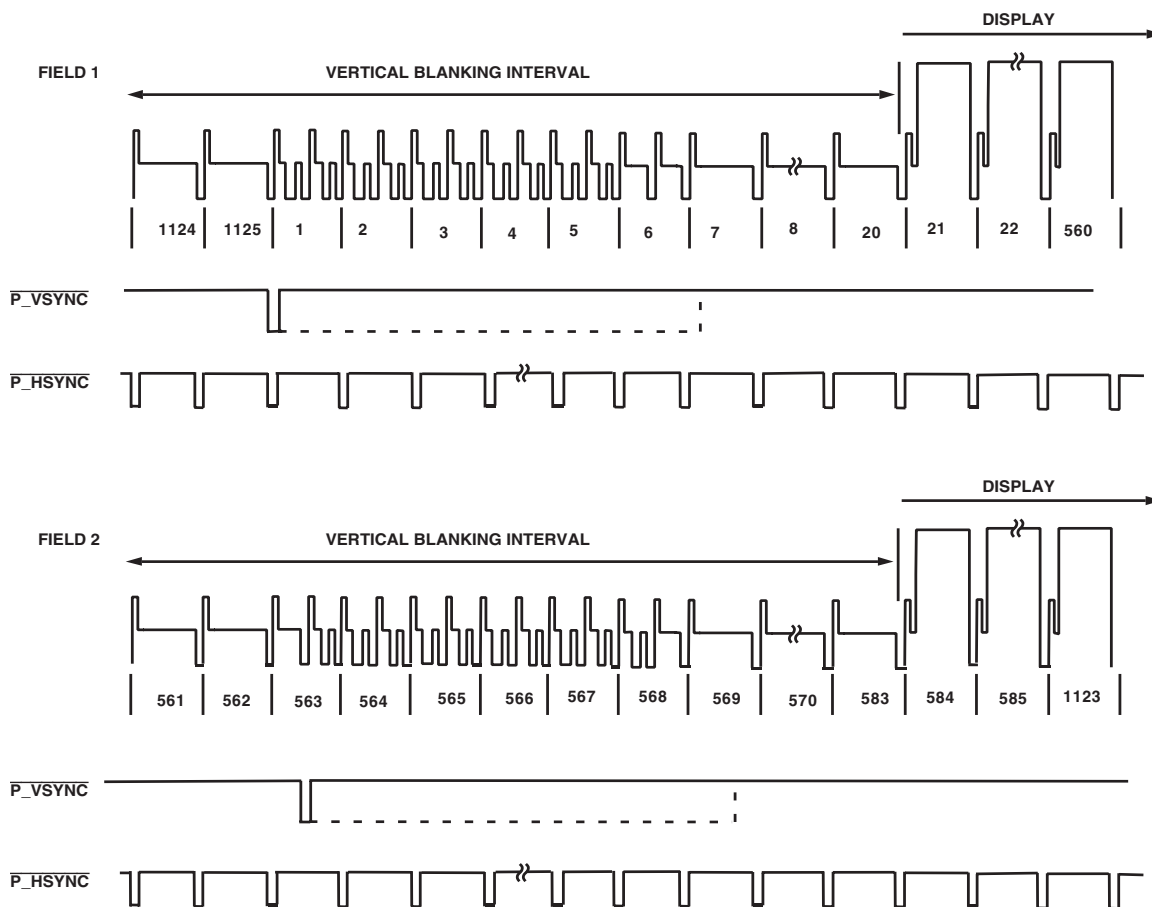 DISPLAY
FIELD 1 VERTICAL BLANKING INTERVAL
1124 1125 1 2 3 4 5 6 7 8 20 21 22 560
P_VSYNC
P_HSYNC
DISPLAY
FIELD 2 VERTICAL BLANKING INTERVAL
561 562 563 564 565 566 567 568 569 570 583 584 585 1123
P_VSYNC
P_HSYNC